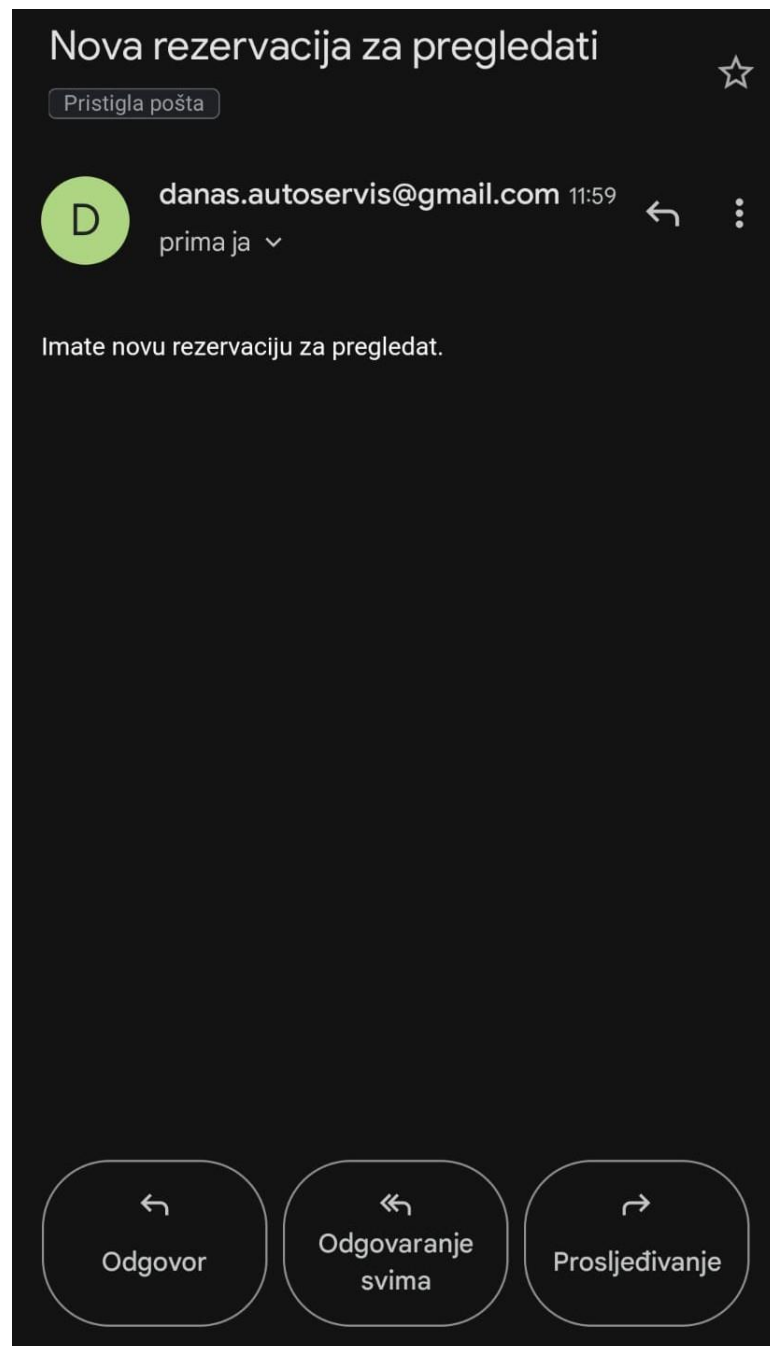 Nova rezervacija za pregledati
Pristigla pošta
D
danas.autoservis@gmail.com 11:59
prima ja
Imate novu rezervaciju za pregledat.
Odgovor
Odgovaranje
svima
Prosljeđivanje